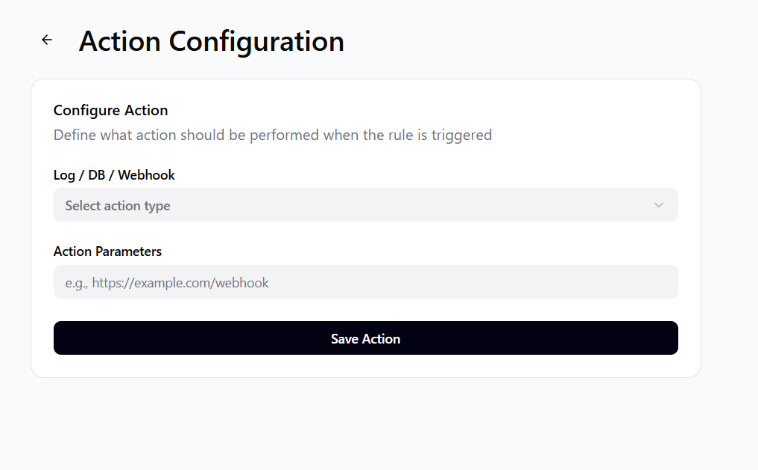 Action Configuration
Configure Action
Define what action should be performed when the rule is triggered
Log / DB / Webhook
Select action type
Action Parameters
e.g., https://example.com/webhook
Save Action